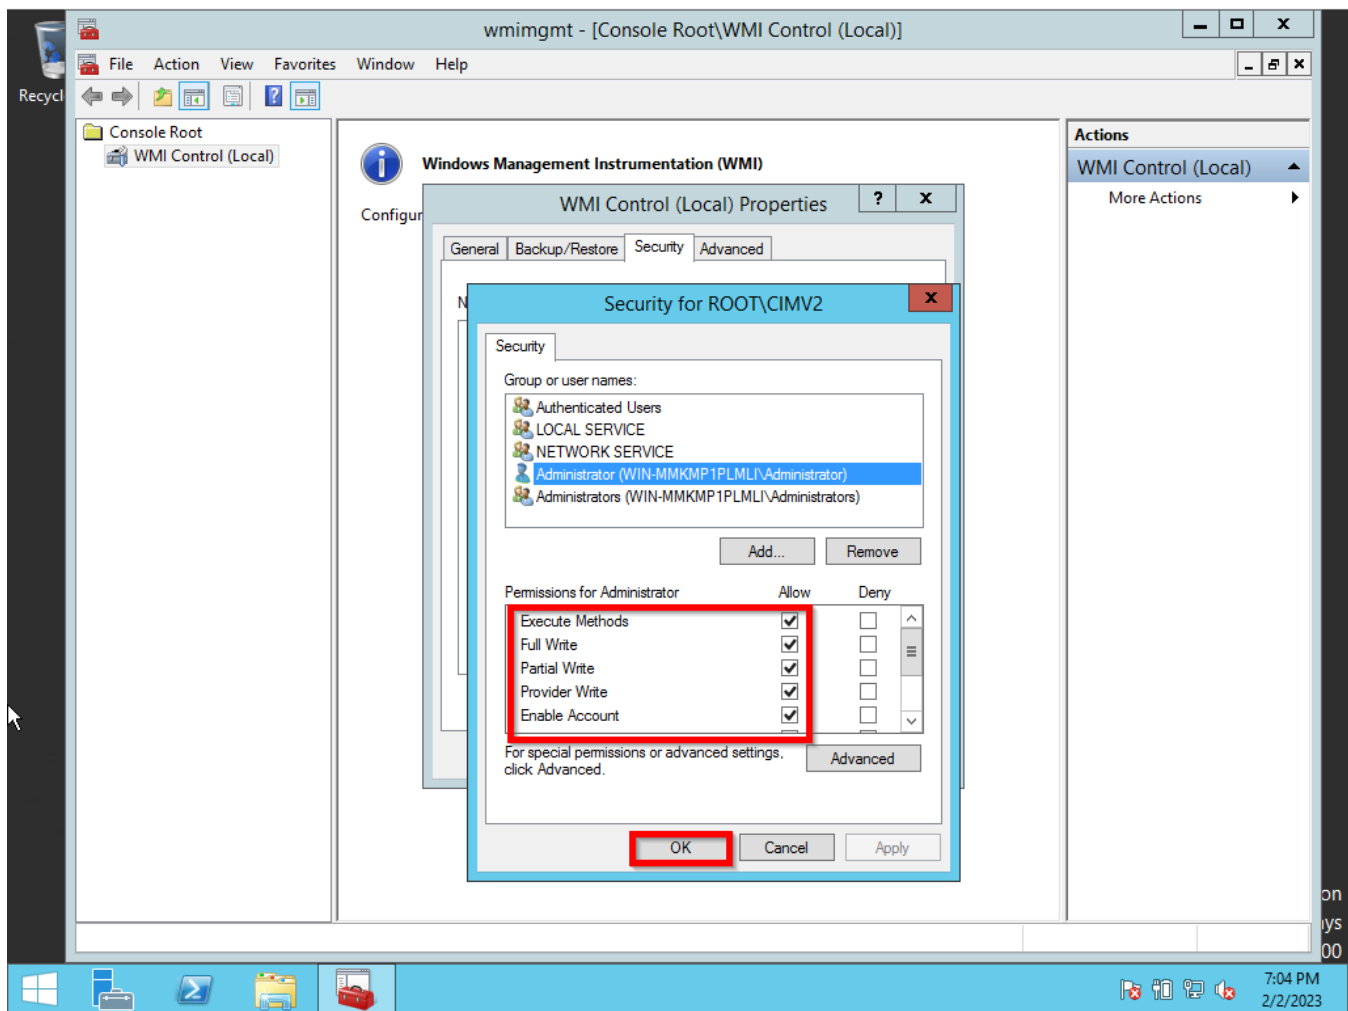 wmimgmt - [Console Root\WMI Control (Local)]
File Action View Favorites Window Help
Recycl
Console Root
WMI Control (Local)
Windows Management Instrumentation (WMI)
Configur
WMI Control (Local) Properties
General Backup/Restore Security Advanced
N
Security for ROOT\CIMV2
Security
Group or user names:
Authenticated Users
LOCAL SERVICE
NETWORK SERVICE
Administrator (WIN-MMKMP1PLMLI\Administrator)
Administrators (WIN-MMKMP1PLMLI\Administrators)
Add... Remove
Permissions for Administrator Allow Deny
Execute Methods
Full Write
Partial Write
Provider Write
Enable Account
For special permissions or advanced settings,
click Advanced.
Advanced
OK Cancel Apply
Actions
WMI Control (Local)
More Actions
on
ys
00
7:04 PM
2/2/2023